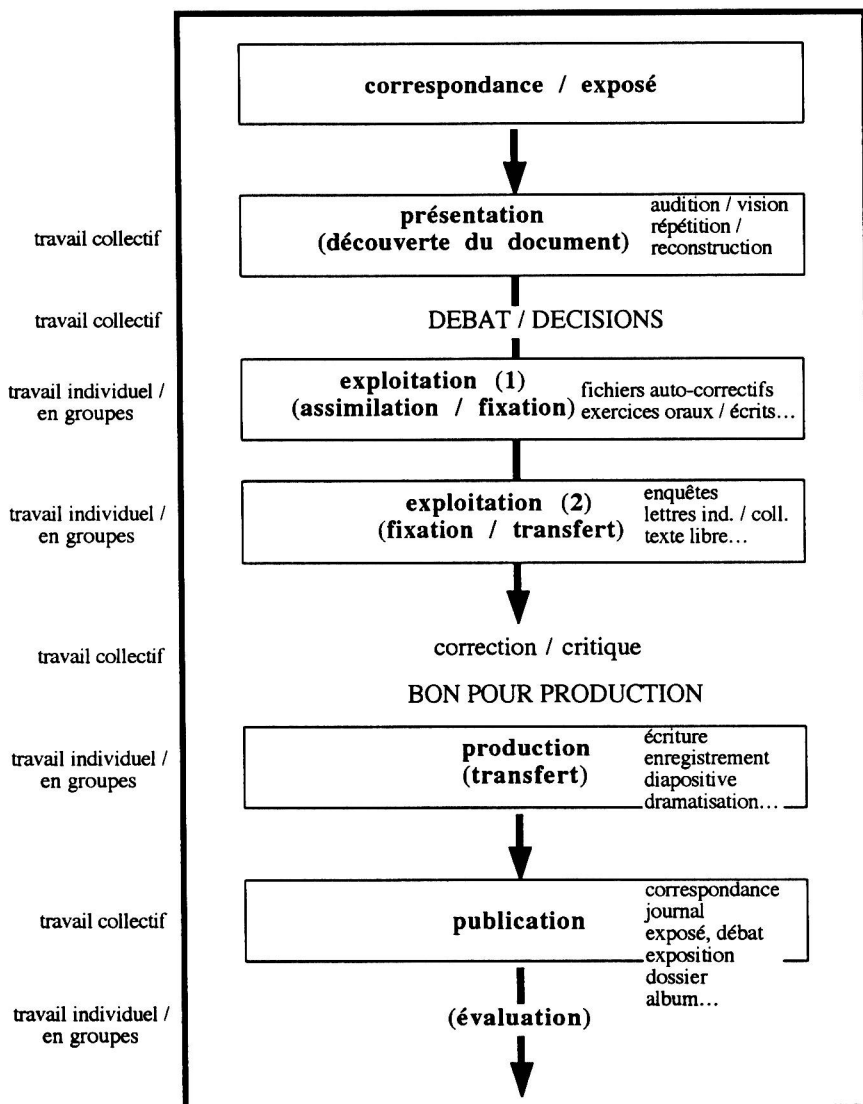 correspondance / exposé
travail collectif
présentation
(découverte du document)
audition / vision
répétition /
reconstruction
travail collectif
DEBAT / DECISIONS
travail individuel /
en groupes
exploitation (1)
(assimilation / fixation)
fichiers auto-correctifs
exercices oraux / écrits...
travail individuel /
en groupes
exploitation (2)
(fixation / transfert)
enquêtes
lettres ind. / coll.
texte libre...
travail collectif
correction / critique
BON POUR PRODUCTION
travail individuel /
en groupes
production
(transfert)
écriture
enregistrement
diapositive
dramatisation...
travail collectif
publication
correspondance
journal
exposé, débat
exposition
dossier
album...
travail individuel /
en groupes
(évaluation)